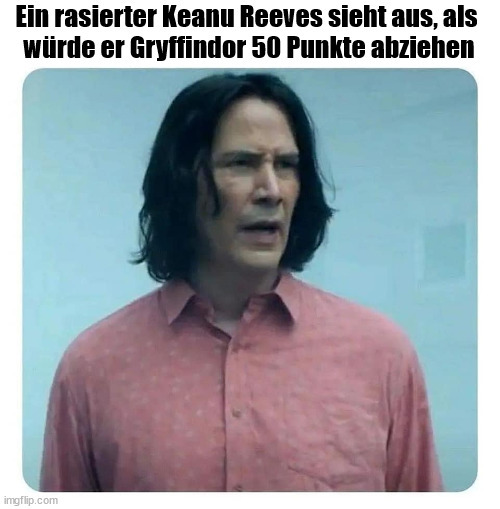 Ein rasierter Keanu Reeves sieht aus, als
würde er Gryffindor 50 Punkte abziehen
imgflip.com